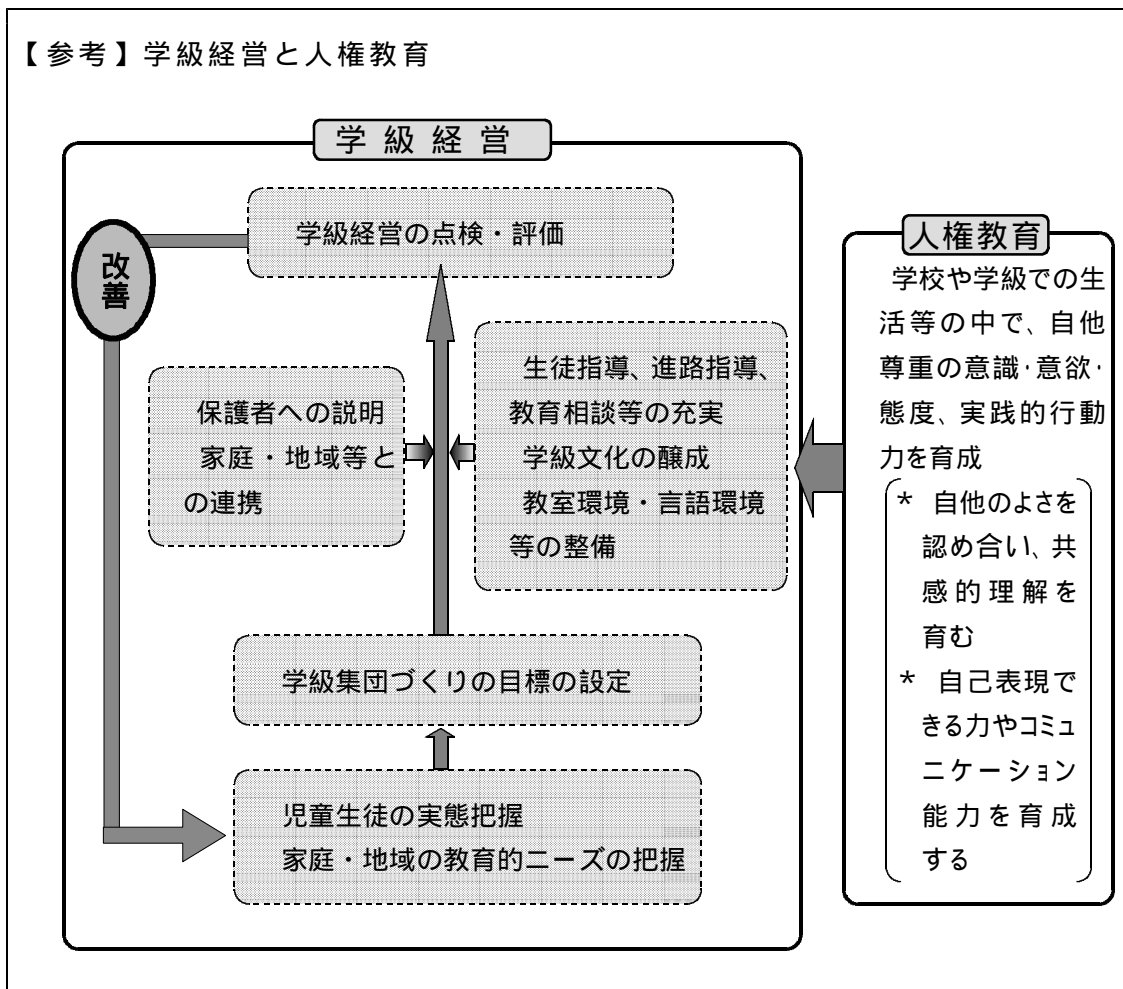 【参考】学級経営と人権教育
学級経営
学級経営の点検・評価
改
善
保護者への説明
家庭・地域等と
の連携
生徒指導、進路指導、
教育相談等の充実
学級文化の醸成
教室環境・言語環境
等の整備
学級集団づくりの目標の設定
児童生徒の実態把握
家庭・地域の教育的ニーズの把握
人権教育
学校や学級での生
活等の中で、自他
尊重の意識・意欲・
態度、実践的行動
力を育成
* 自他のよさを
認め合い、共
感的理解を
育む
* 自己表現で
きる力やコミュ
ニケーション
能力を育成
する